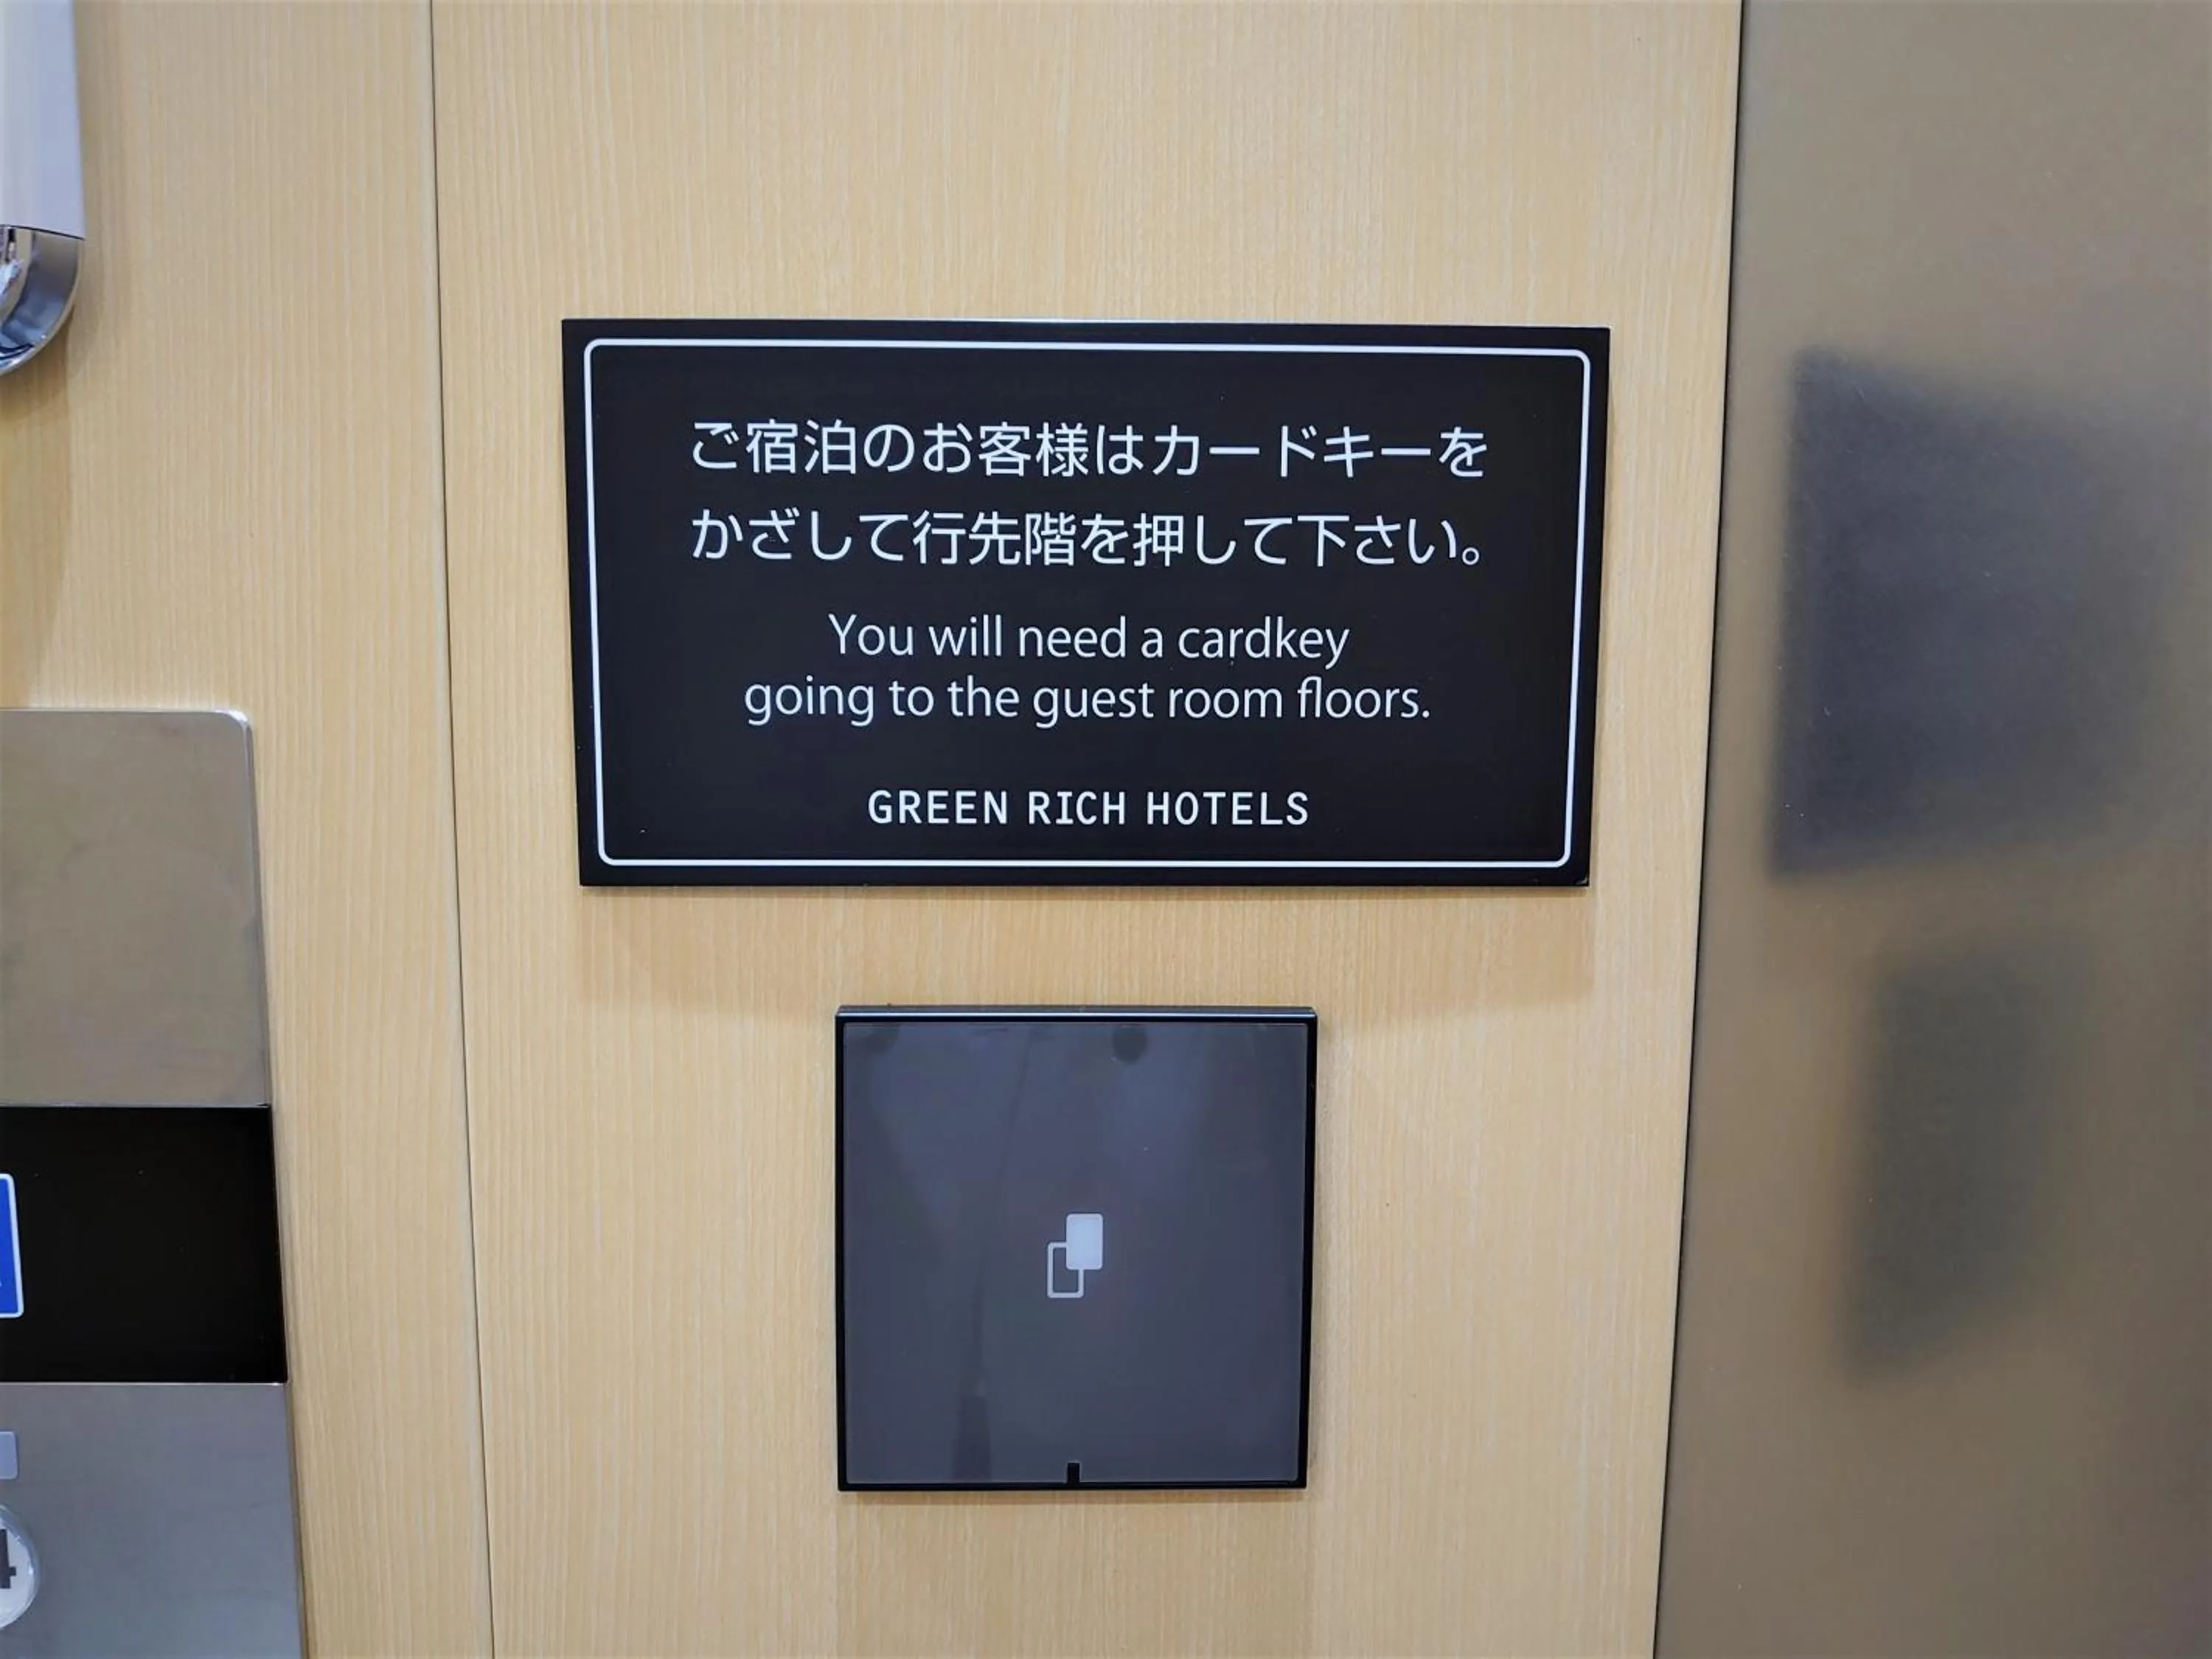 ご宿泊のお客様はカードキーを
かざして行先階を押して下さい。
You will need a cardkey
going to the guest room floors.
GREEN RICH HOTELS
4